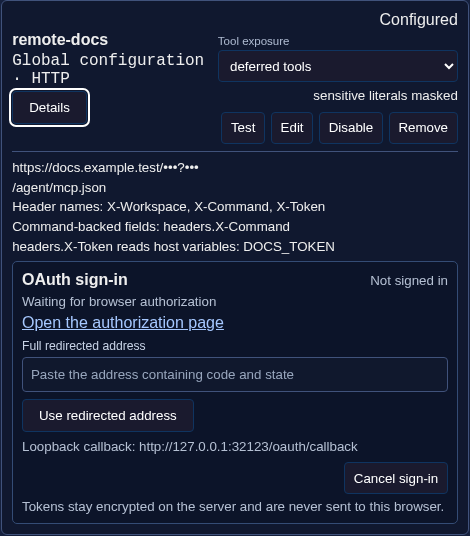 Configured
remote-docs
Global configuration
· HTTP
Tool exposure
deferred tools
Details
sensitive literals masked
Test Edit Disable Remove
https://docs.example.test/•••?•••
/agent/mcp.json
Header names: X-Workspace, X-Command, X-Token
Command-backed fields: headers.X-Command
headers.X-Token reads host variables: DOCS_TOKEN
OAuth sign-in
Not signed in
Waiting for browser authorization
Open the authorization page
Full redirected address
Paste the address containing code and state
Use redirected address
Loopback callback: http://127.0.0.1:32123/oauth/callback
Cancel sign-in
Tokens stay encrypted on the server and are never sent to this browser.